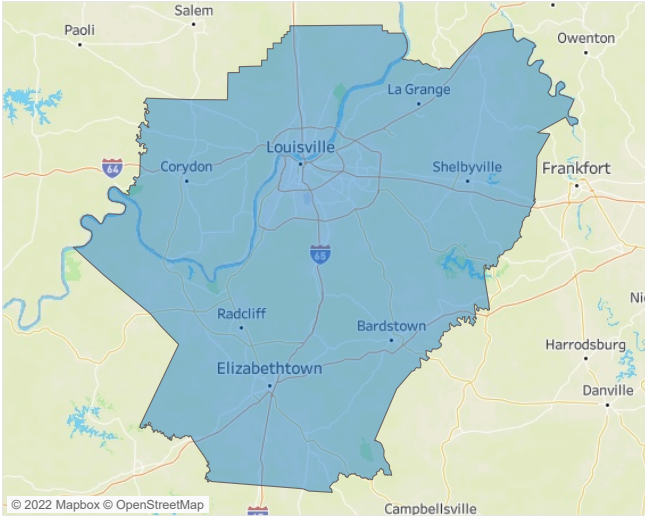 Salem
Paoli
Owenton
La Grange
Louisville
64
Corydon
Shelbyville
Frankfort
65
Radcliff
Bardstown
Harrodsburg
Elizabethtown
Danville
© 2022 Mapbox © OpenStreetMap
Campbellsville